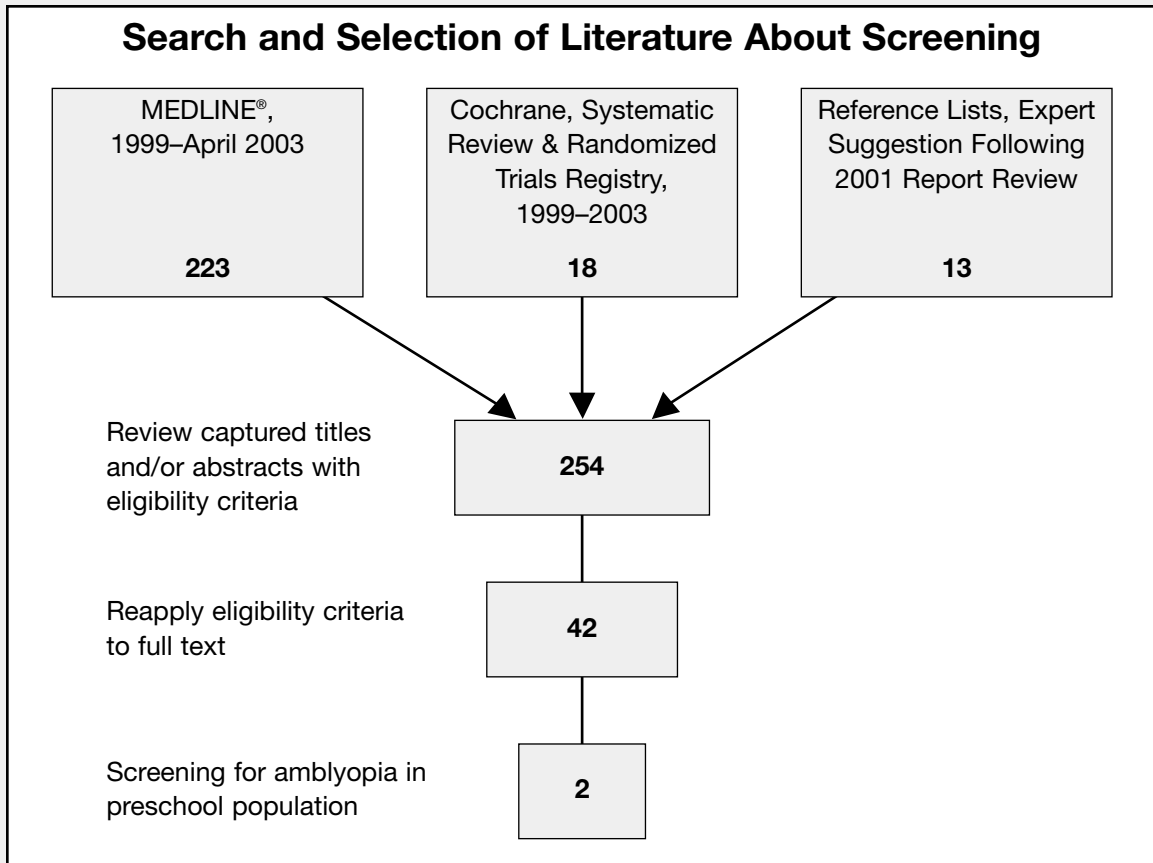 Search and Selection of Literature About Screening
MEDLINE®,
1999–April 2003
223
Cochrane, Systematic
Review & Randomized
Trials Registry,
1999–2003
18
Reference Lists, Expert
Suggestion Following
2001 Report Review
13
Review captured titles
and/or abstracts with
eligibility criteria
254
Reapply eligibility criteria
to full text
42
Screening for amblyopia in
preschool population
2